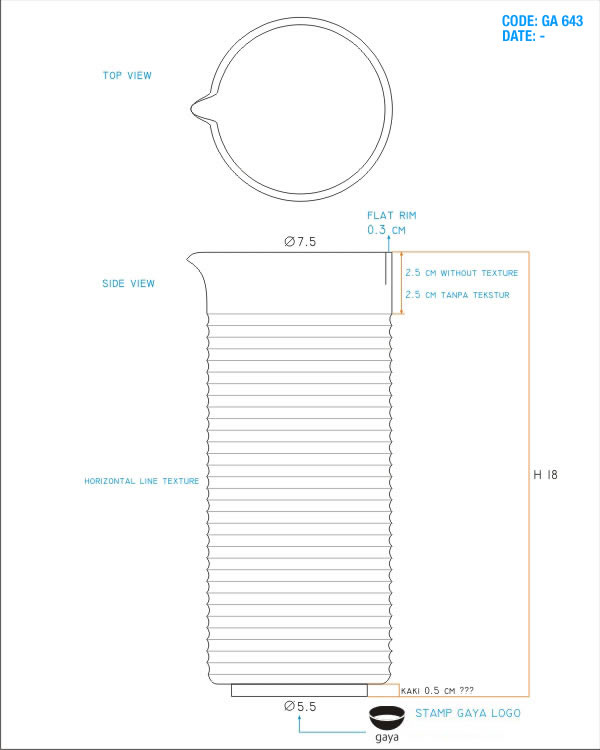 CODE: GA 643
DATE: -
TOP VIEW
FLAT RIM
0.3 CM
Ø7.5
2.5 CM WITHOUT TEXTURE
SIDE VIEW
2.5 CM TANPA TEKSTUR
H 18
HORIZONTAL LINE TEXTURE
KAKI 0.5 CM ???
Ø5.5
STAMP GAYA LOGO
gaya